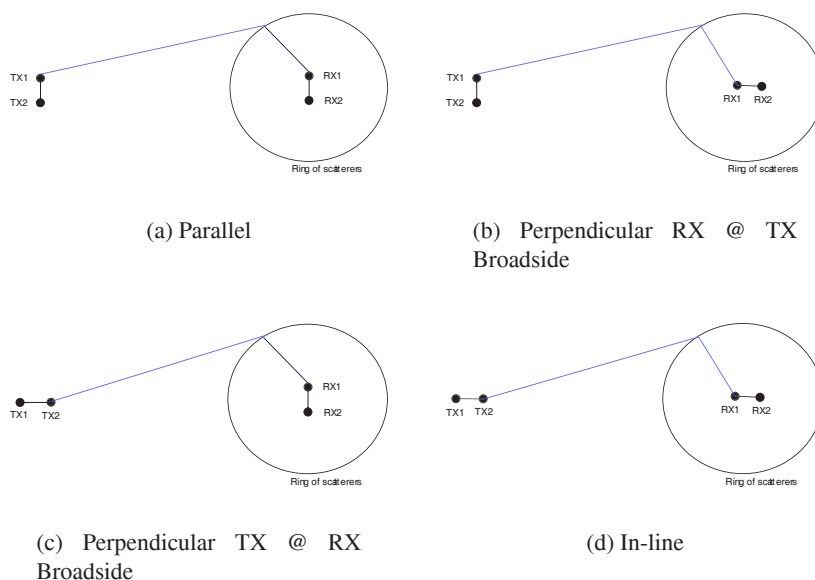 TX1
TX2
RX1
RX2
Ring of scatterers
(a) Parallel
TX1
TX2
RX1
RX2
Ring of scatterers
(b) Perpendicular RX @ TX
Broadside
TX1
TX2
RX1
RX2
Ring of scatterers
(c) Perpendicular TX @ RX
Broadside
TX1
TX2
RX1
RX2
Ring of scatterers
(d) In-line